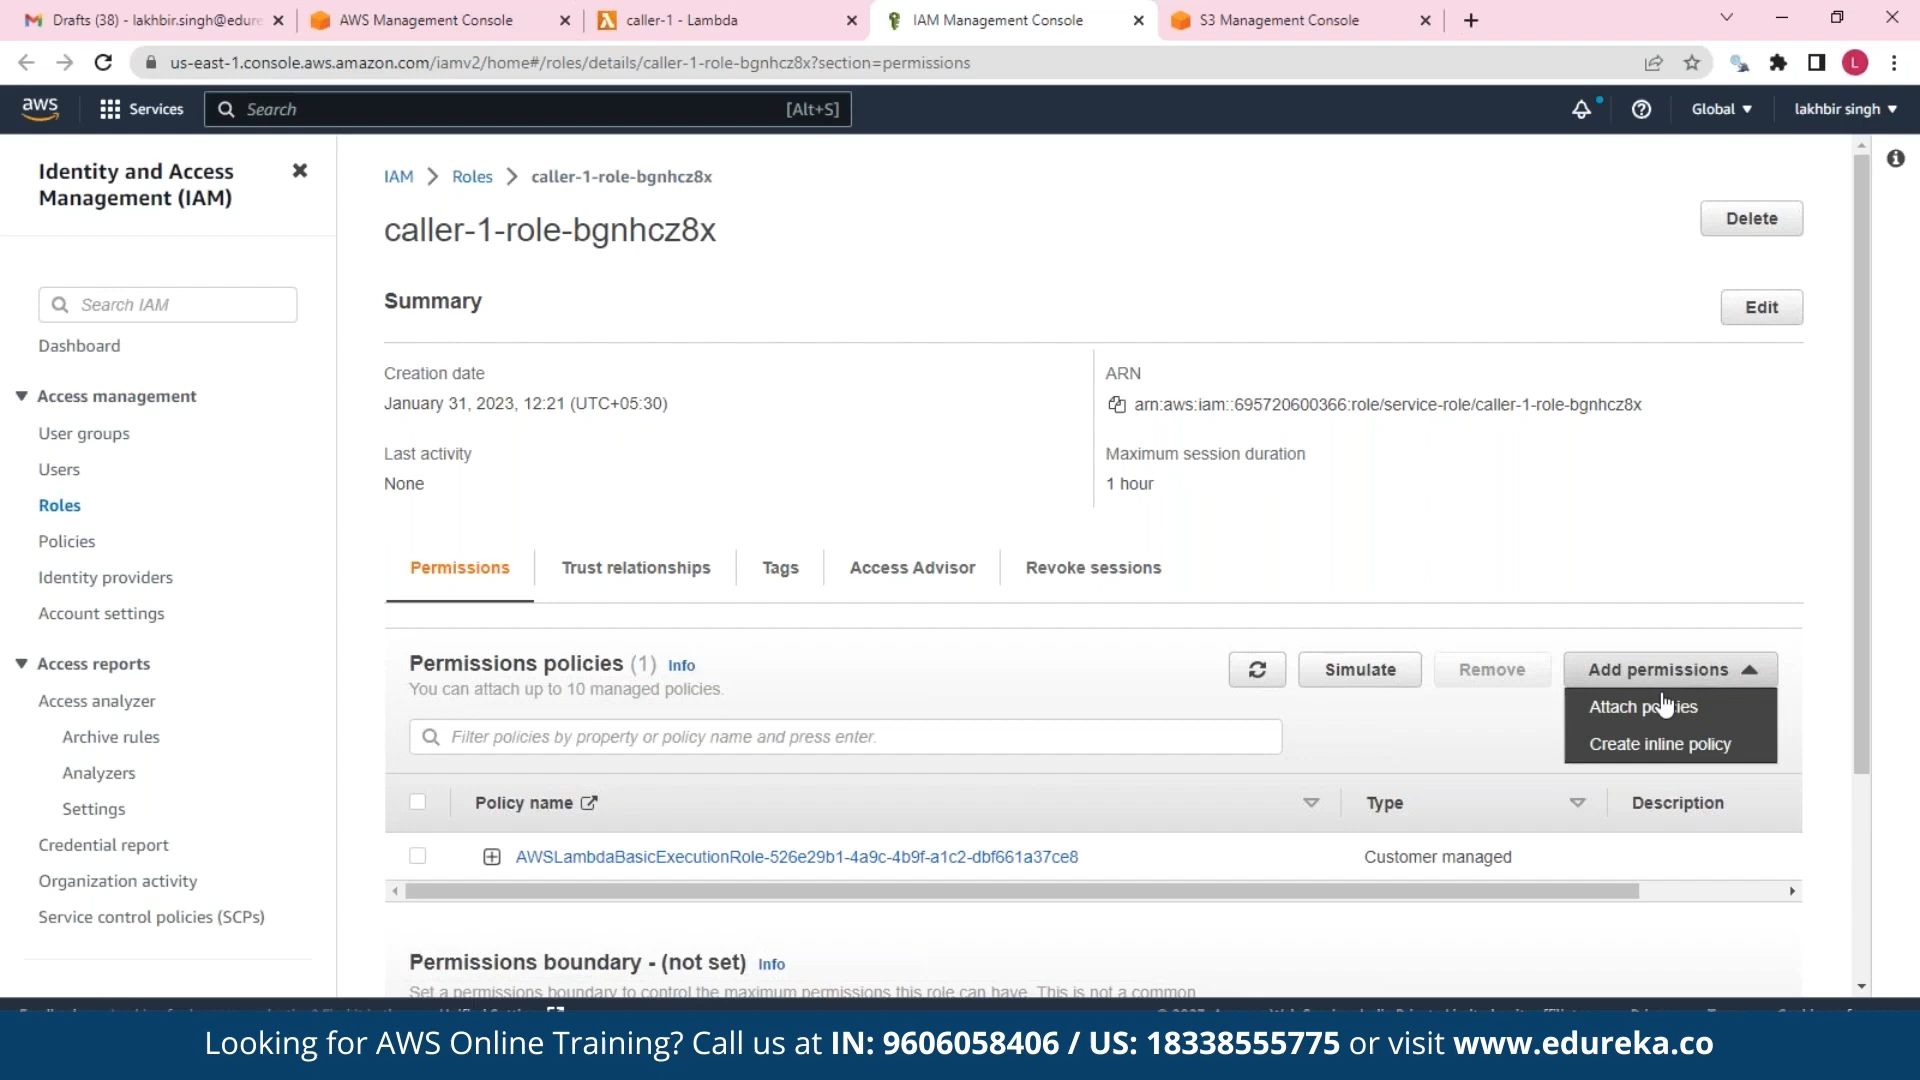 Drafts (38) - lakhbir.singh@edure
AWS Management Console
caller-1 - Lambda
IAM Management Console
S3 Management Console
us-east-1.console.aws.amazon.com/iamv2/home#/roles/details/caller-1-role-bgnhcz8x?section=permissions
L
aws
Services
Search
[Alt+S]
Global
lakhbir singh
Identity and Access
Management (IAM)
Search IAM
Dashboard
Access management
User groups
Users
Roles
Policies
Identity providers
Account settings
Access reports
Access analyzer
Archive rules
Analyzers
Settings
Credential report
Organization activity
Service control policies (SCPs)
IAM > Roles > caller-1-role-bgnhcz8x
caller-1-role-bgnhcz8x
Delete
Summary
Edit
Creation date
January 31, 2023, 12:21 (UTC+05:30)
ARN
arn:aws:iam::695720600366:role/service-role/caller-1-role-bgnhcz8x
Last activity
None
Maximum session duration
1 hour
Permissions
Trust relationships
Tags
Access Advisor
Revoke sessions
Permissions policies (1) Info
You can attach up to 10 managed policies.
Simulate
Remove
Add permissions
Attach policies
Create inline policy
Filter policies by property or policy name and press enter.
Policy name
Type
Description
AWSLambdaBasicExecutionRole-526e29b1-4a9c-4b9f-a1c2-dbf661a37ce8
Customer managed
Permissions boundary - (not set) Info
Set a permissions boundary to control the maximum permissions this role can have. This is not a common
Looking for AWS Online Training? Call us at IN: 9606058406 / US: 18338555775 or visit www.edureka.co